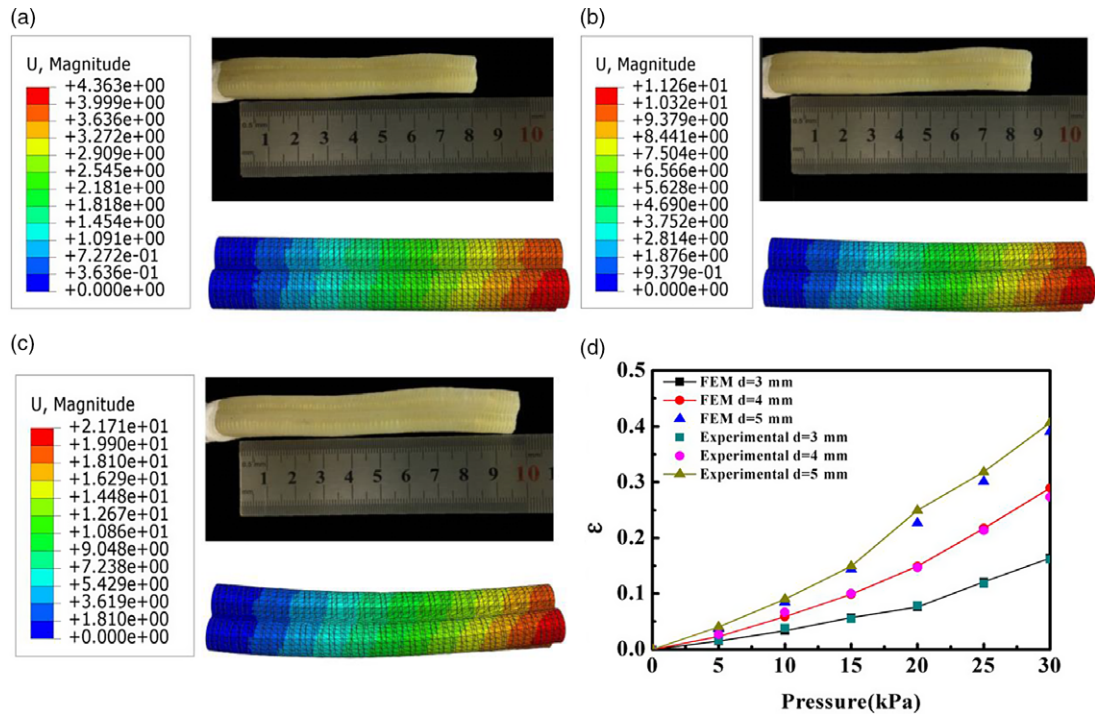 (a)
U, Magnitude
+4.363e+00
+3.999e+00
+3.636e+00
+3.272e+00
+2.909e+00
+2.545e+00
+2.181e+00
+1.818e+00
+1.454e+00
+1.091e+00
+7.272e-01
+3.636e-01
+0.000e+00
1 2 3 4 5 6 7 8 9 10
(b)
U, Magnitude
+1.126e+01
+1.032e+01
+9.379e+00
+8.441e+00
+7.504e+00
+6.566e+00
+5.628e+00
+4.690e+00
+3.752e+00
+2.814e+00
+1.876e+00
+9.379e-01
+0.000e+00
1 2 3 4 5 6 7 8 9 10
(c)
U, Magnitude
+2.171e+01
+1.990e+01
+1.810e+01
+1.629e+01
+1.448e+01
+1.267e+01
+1.086e+01
+9.048e+00
+7.238e+00
+5.429e+00
+3.619e+00
+1.810e+00
+0.000e+00
1 2 3 4 5 6 7 8 9 10 1
(d)
0.5
0.4
0.3
0.2
0.1
0.0
ε
FEM d=3 mm
FEM d=4 mm
FEM d=5 mm
Experimental d=3 mm
Experimental d=4 mm
Experimental d=5 mm
0 5 10 15 20 25 30
Pressure(kPa)